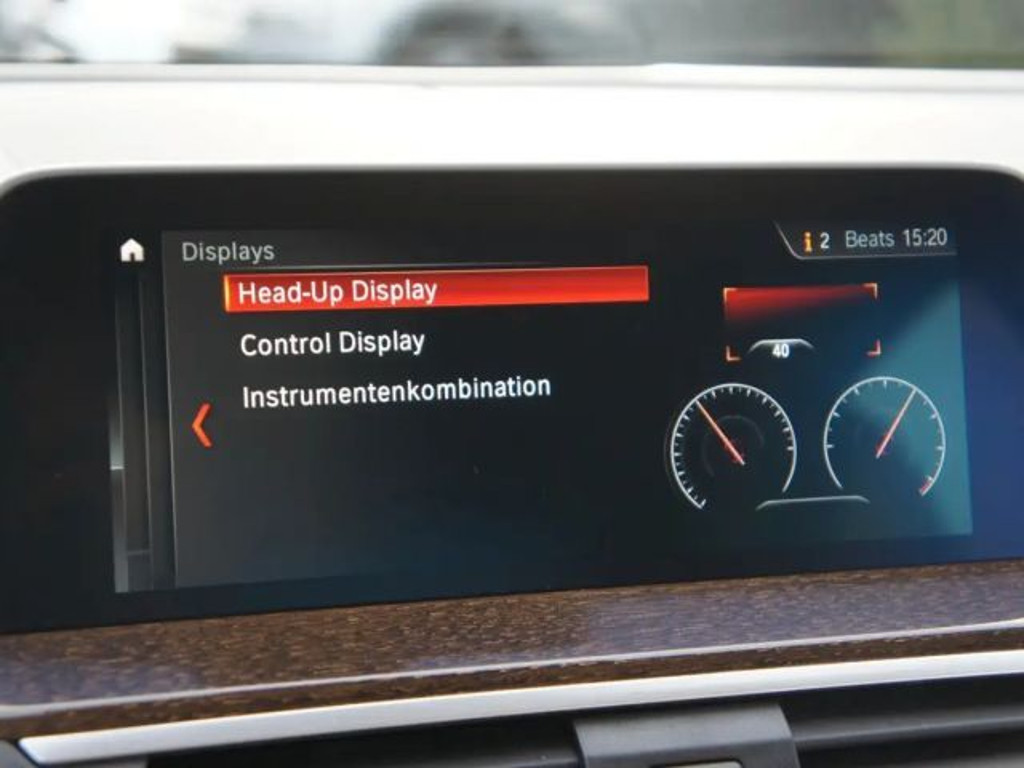 Displays
2 Beats 15:20
Head-Up Display
Control Display
Instrumentenkombination
40